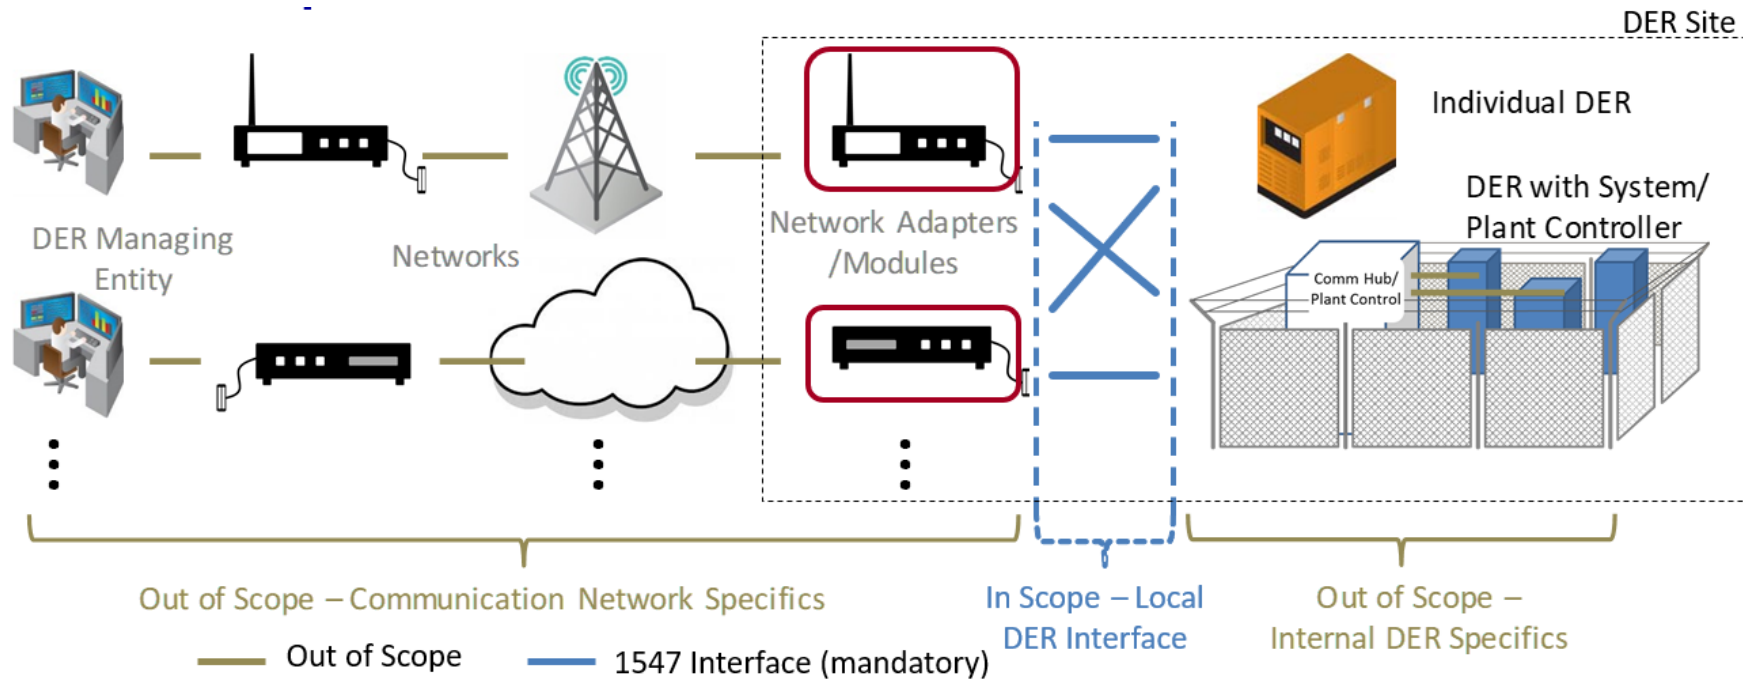 DER Site
Individual DER
DER with System/
Plant Controller
DER Managing
Entity
Networks
Network Adapters
/Modules
Comm Hub/
Plant Control
Out of Scope – Communication Network Specifics
In Scope – Local
DER Interface
Out of Scope –
Internal DER Specifics
Out of Scope
1547 Interface (mandatory)